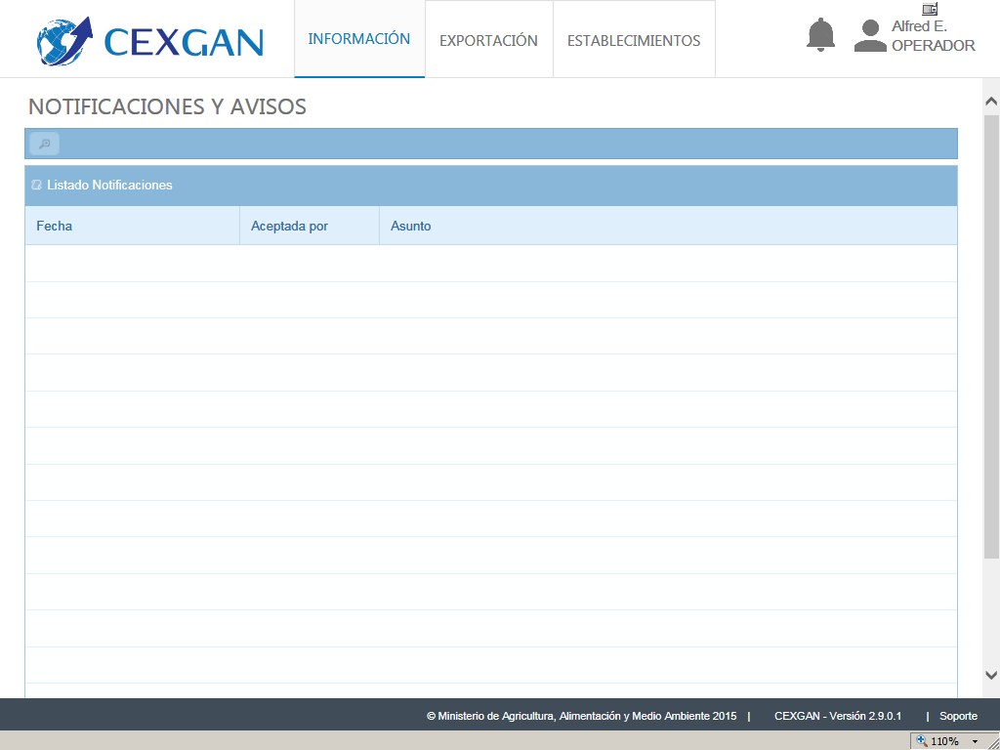 CEXGAN
INFORMACIÓN
EXPORTACIÓN
ESTABLECIMIENTOS
Alfred E.
OPERADOR
NOTIFICACIONES Y AVISOS
Listado Notificaciones
Fecha
Aceptada por
Asunto
© Ministerio de Agricultura, Alimentación y Medio Ambiente 2015 | CEXGAN - Versión 2.9.0.1 | Soporte
110%